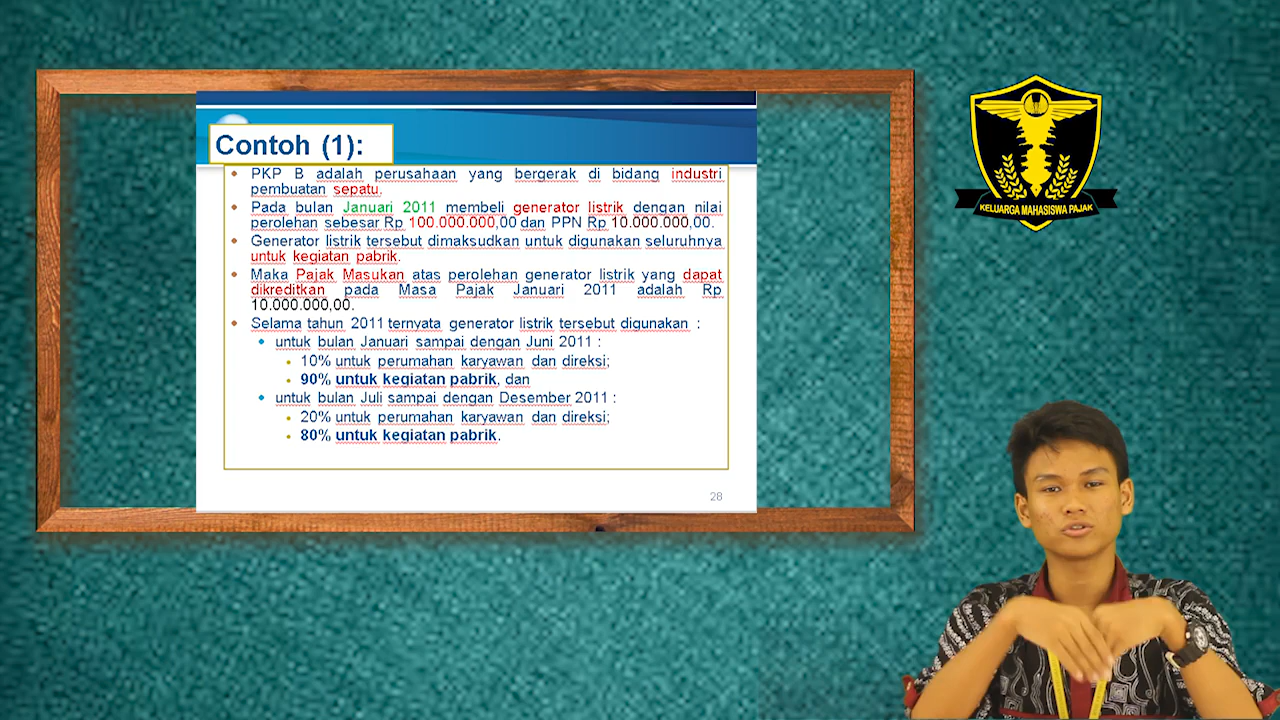 Contoh (1):
PKP B adalah perusahaan yang bergerak di bidang industri
pembuatan sepatu.
Pada bulan Januari 2011 membeli generator listrik dengan nilai
perolehan sebesar Rp 100.000.000,00 dan PPN Rp 10.000.000,00.
Generator listrik tersebut dimaksudkan untuk digunakan seluruhnya
untuk kegiatan pabrik.
Maka Pajak Masukan atas perolehan generator listrik yang dapat
dikreditkan pada Masa Pajak Januari 2011 adalah Rp
10.000.000,00.
Selama tahun 2011 ternyata generator listrik tersebut digunakan :
untuk bulan Januari sampai dengan Juni 2011 :
10% untuk perumahan karyawan dan direksi;
90% untuk kegiatan pabrik, dan
untuk bulan Juli sampai dengan Desember 2011 :
20% untuk perumahan karyawan dan direksi;
80% untuk kegiatan pabrik.
28
KELUARGA MAHASISWA PAJAK